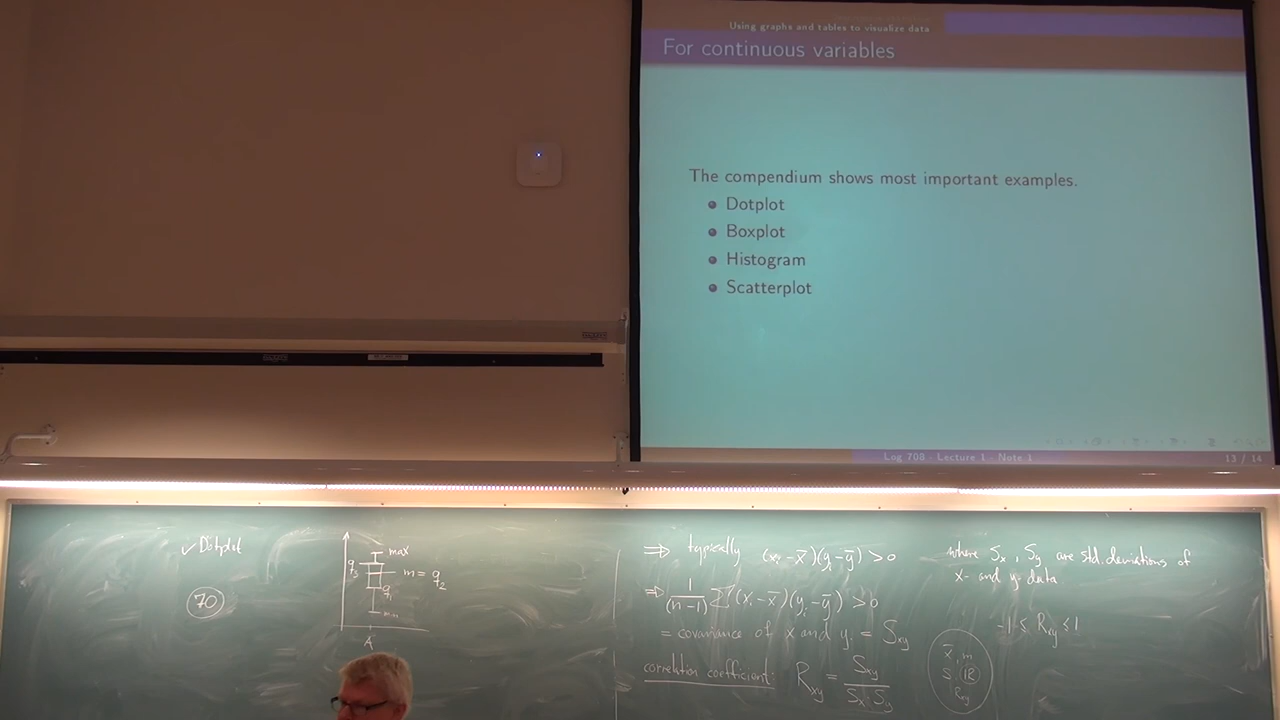 Using graphs and tables to visualize data
For continuous variables
The compendium shows most important examples.
Dotplot
Boxplot
Histogram
Scatterplot
Log 708 - Lecture 1 - Note 1
13 / 14
✓ Dotplot
70
max
q₃
m = q₂
q₁
min
A
⇒ typically (xᵢ-x̄)(yᵢ-ȳ) > 0
⇒ 1/(n-1) Σ(xᵢ-x̄)(yᵢ-ȳ) > 0
= covariance of x and y = Sxy
correlation coefficient: Rxy = Sxy / Sx·Sy
where Sx, Sy are std. deviations of
x- and y- data.
-1 ≤ Rxy ≤ 1
x̄, m
S
Rxy